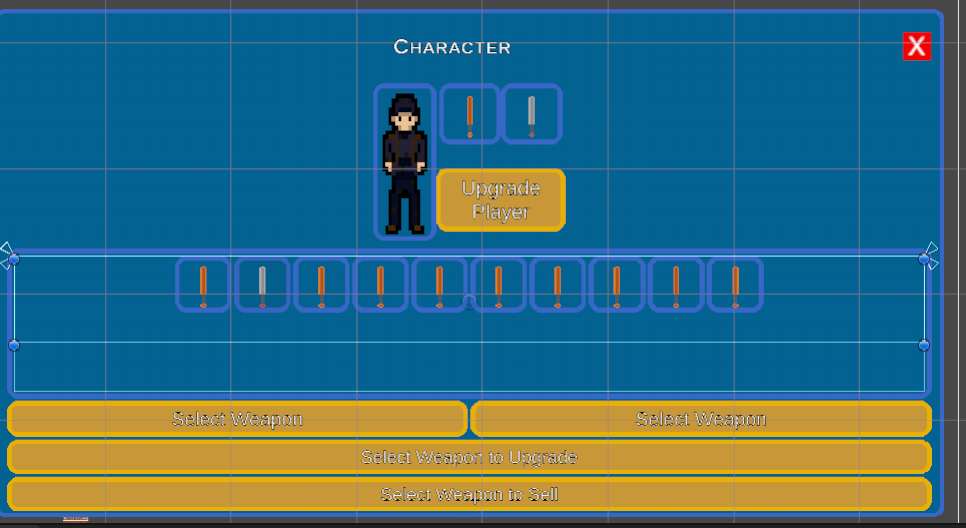 CHARACTER
X
Upgrade
Player
Select Weapon
Select Weapon
Select Weapon to Upgrade
Select Weapon to Sell